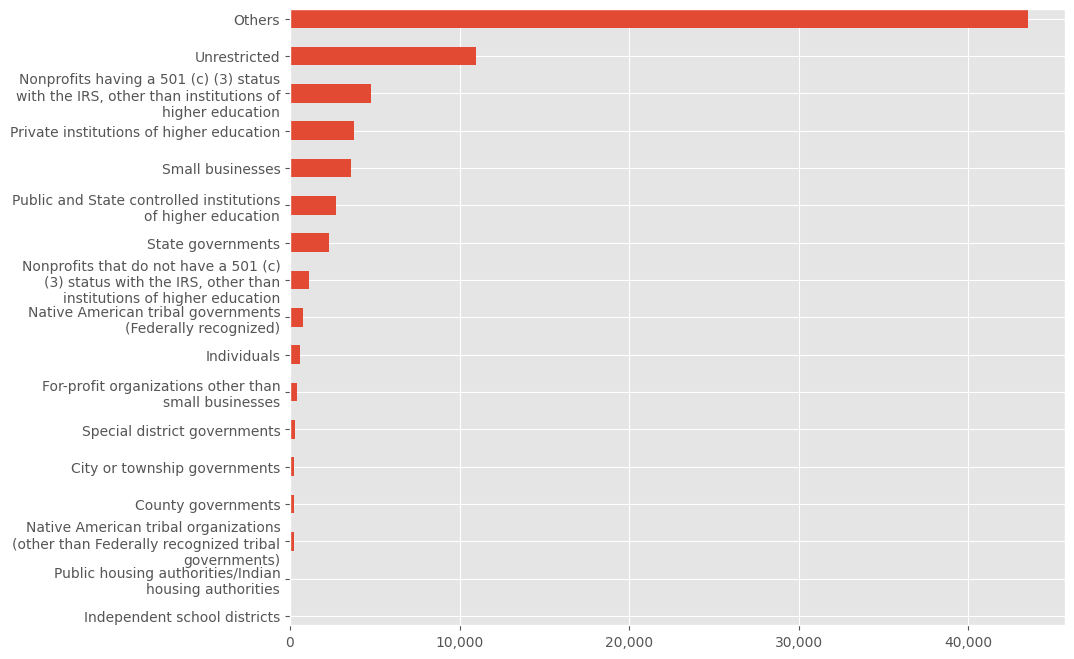 Others
Unrestricted
Nonprofits having a 501 (c) (3) status
with the IRS, other than institutions of
higher education
Private institutions of higher education
Small businesses
Public and State controlled institutions
of higher education
State governments
Nonprofits that do not have a 501 (c)
(3) status with the IRS, other than
institutions of higher education
Native American tribal governments
(Federally recognized)
Individuals
For-profit organizations other than
small businesses
Special district governments
City or township governments
County governments
Native American tribal organizations
(other than Federally recognized tribal
governments)
Public housing authorities/Indian
housing authorities
Independent school districts
0 10,000 20,000 30,000 40,000